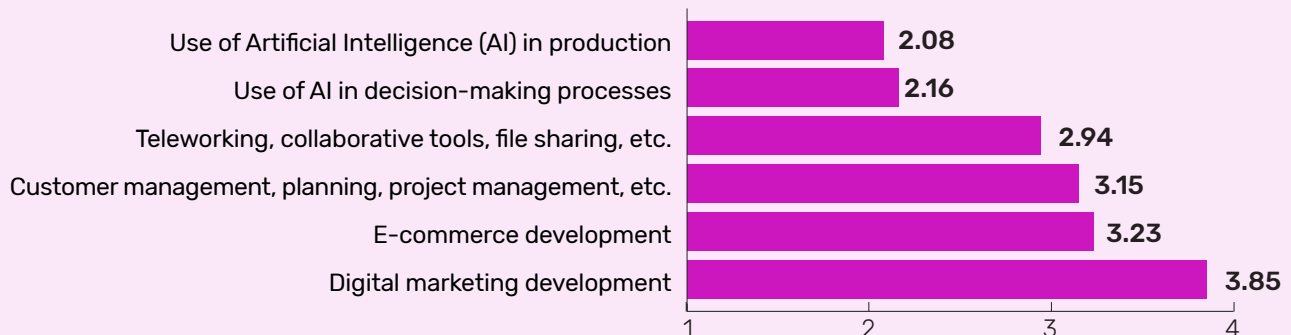 Use of Artificial Intelligence (AI) in production 2.08
Use of AI in decision-making processes 2.16
Teleworking, collaborative tools, file sharing, etc. 2.94
Customer management, planning, project management, etc. 3.15
E-commerce development 3.23
Digital marketing development 3.85
1 2 3 4